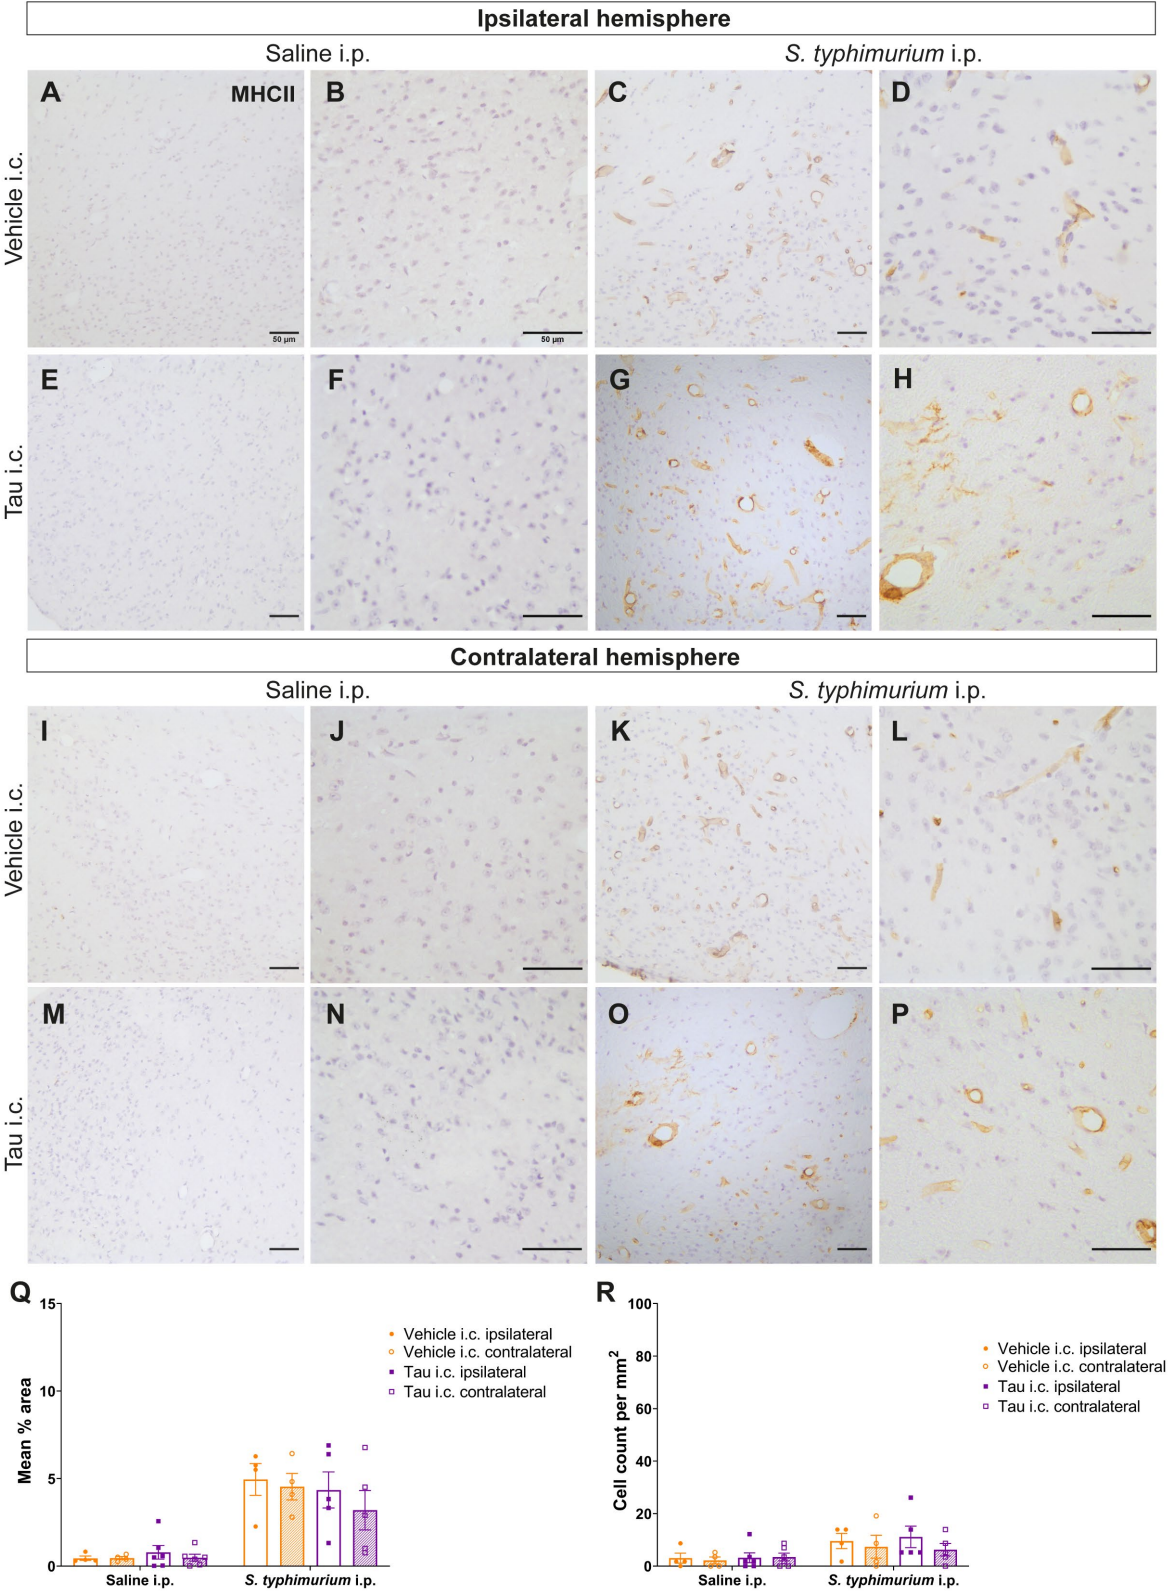 Ipsilateral hemisphere
Saline i.p.
S. typhimurium i.p.
Vehicle i.c.
A
MHCII
B
C
D
50 µm
50 µm
Tau i.c.
E
F
G
H
Contralateral hemisphere
Saline i.p.
S. typhimurium i.p.
Vehicle i.c.
I
J
K
L
Tau i.c.
M
N
O
P
Q
Mean % area
15
10
5
0
Saline i.p.
S. typhimurium i.p.
Vehicle i.c. ipsilateral
Vehicle i.c. contralateral
Tau i.c. ipsilateral
Tau i.c. contralateral
R
Cell count per mm²
100
80
60
40
20
0
Saline i.p.
S. typhimurium i.p.
Vehicle i.c. ipsilateral
Vehicle i.c. contralateral
Tau i.c. ipsilateral
Tau i.c. contralateral